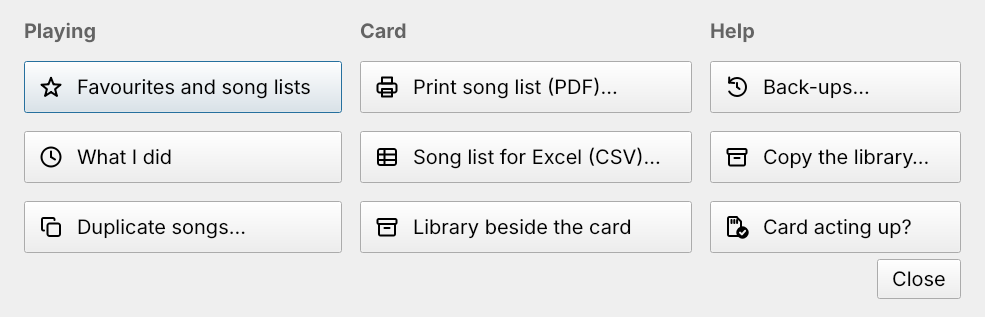 Playing
Card
Help
Favourites and song lists
Print song list (PDF)...
Back-ups...
What I did
Song list for Excel (CSV)...
Copy the library...
Duplicate songs...
Library beside the card
Card acting up?
Close